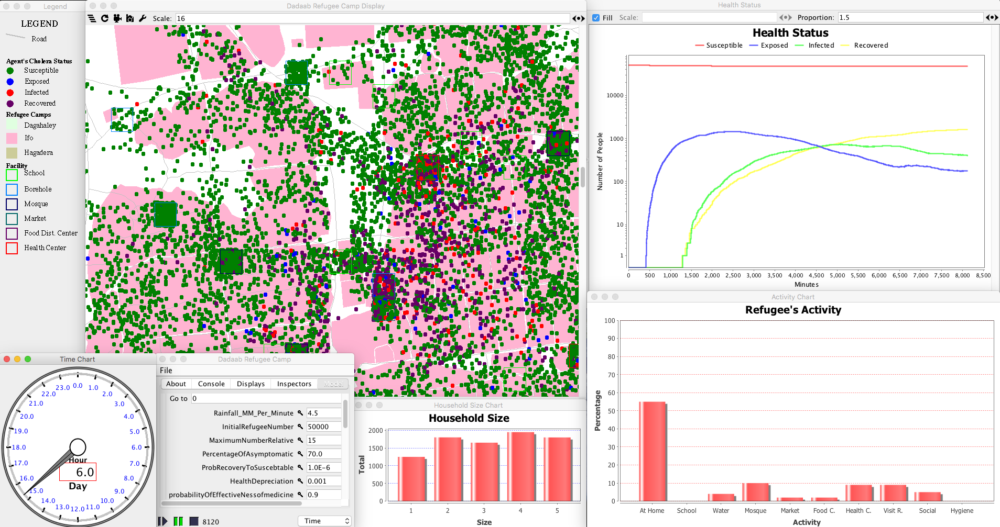 Legend
LEGEND
Road
Agent's Cholera Status
Susceptible
Exposed
Infected
Recovered
Refugee Camps
Dagahaley
Ifo
Hagadera
Facility
School
Borehole
Mosque
Market
Food Dist. Center
Health Center
Dadaab Refugee Camp Display
Scale: 16
Health Status
Fill Scale: Proportion: 1.5
Health Status
Susceptible Exposed Infected Recovered
Number of People
10000
1000
100
10
1
0 500 1,000 1,500 2,000 2,500 3,000 3,500 4,000 4,500 5,000 5,500 6,000 6,500 7,000 7,500 8,000 8,500
Minutes
Activity Chart
Refugee's Activity
Percentage
100
90
80
70
60
50
40
30
20
10
0
At Home School Water Mosque Market Food C. Health C. Visit R. Social Hygiene
Activity
Time Chart
0.0 1.0 2.0 3.0 4.0 5.0 6.0 7.0 8.0 9.0 10.0 11.0 12.0 13.0 14.0 15.0 16.0 17.0 18.0 19.0 20.0 21.0 22.0 23.0
Hour
6.0
Day
Dadaab Refugee Camp
File
About Console Displays Inspectors Model
Go to 0
Rainfall_MM_Per_Minute 4.5
InitialRefugeeNumber 50000
MaximumNumberRelative 15
PercentageOfAsymptomatic 70.0
ProbRecoveryToSuscebtable 1.0E-6
HealthDepreciation 0.001
probabilityOfEffectiveNessofmedicine 0.9
8120 Time
Household Size Chart
Household Size
Total
2000
1500
1000
500
0
1 2 3 4 5
Size